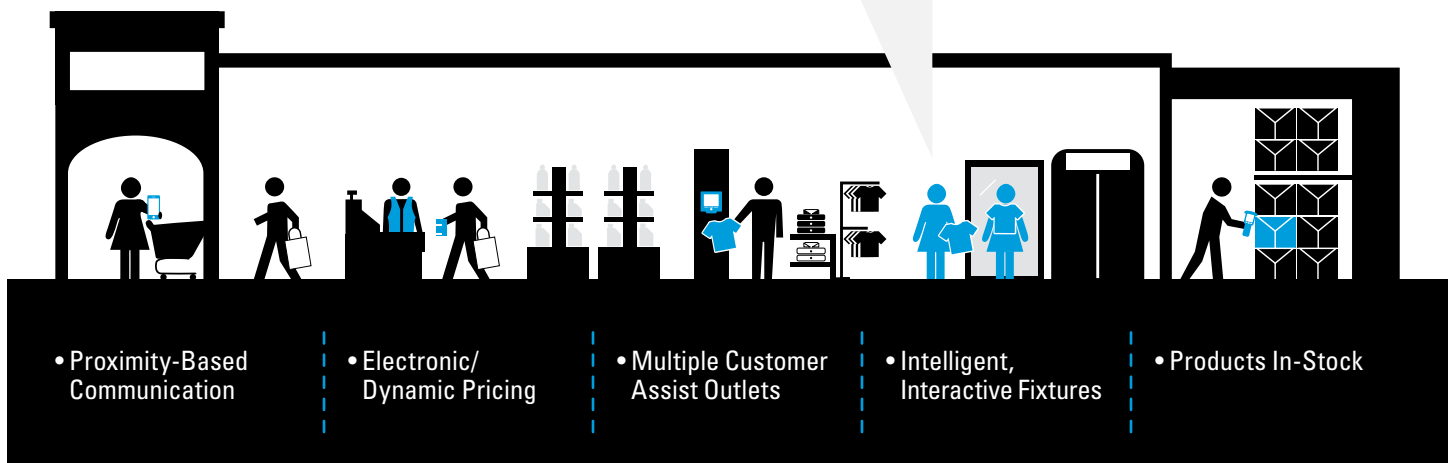 • Proximity-Based
Communication
• Electronic/
Dynamic Pricing
• Multiple Customer
Assist Outlets
• Intelligent,
Interactive Fixtures
• Products In-Stock